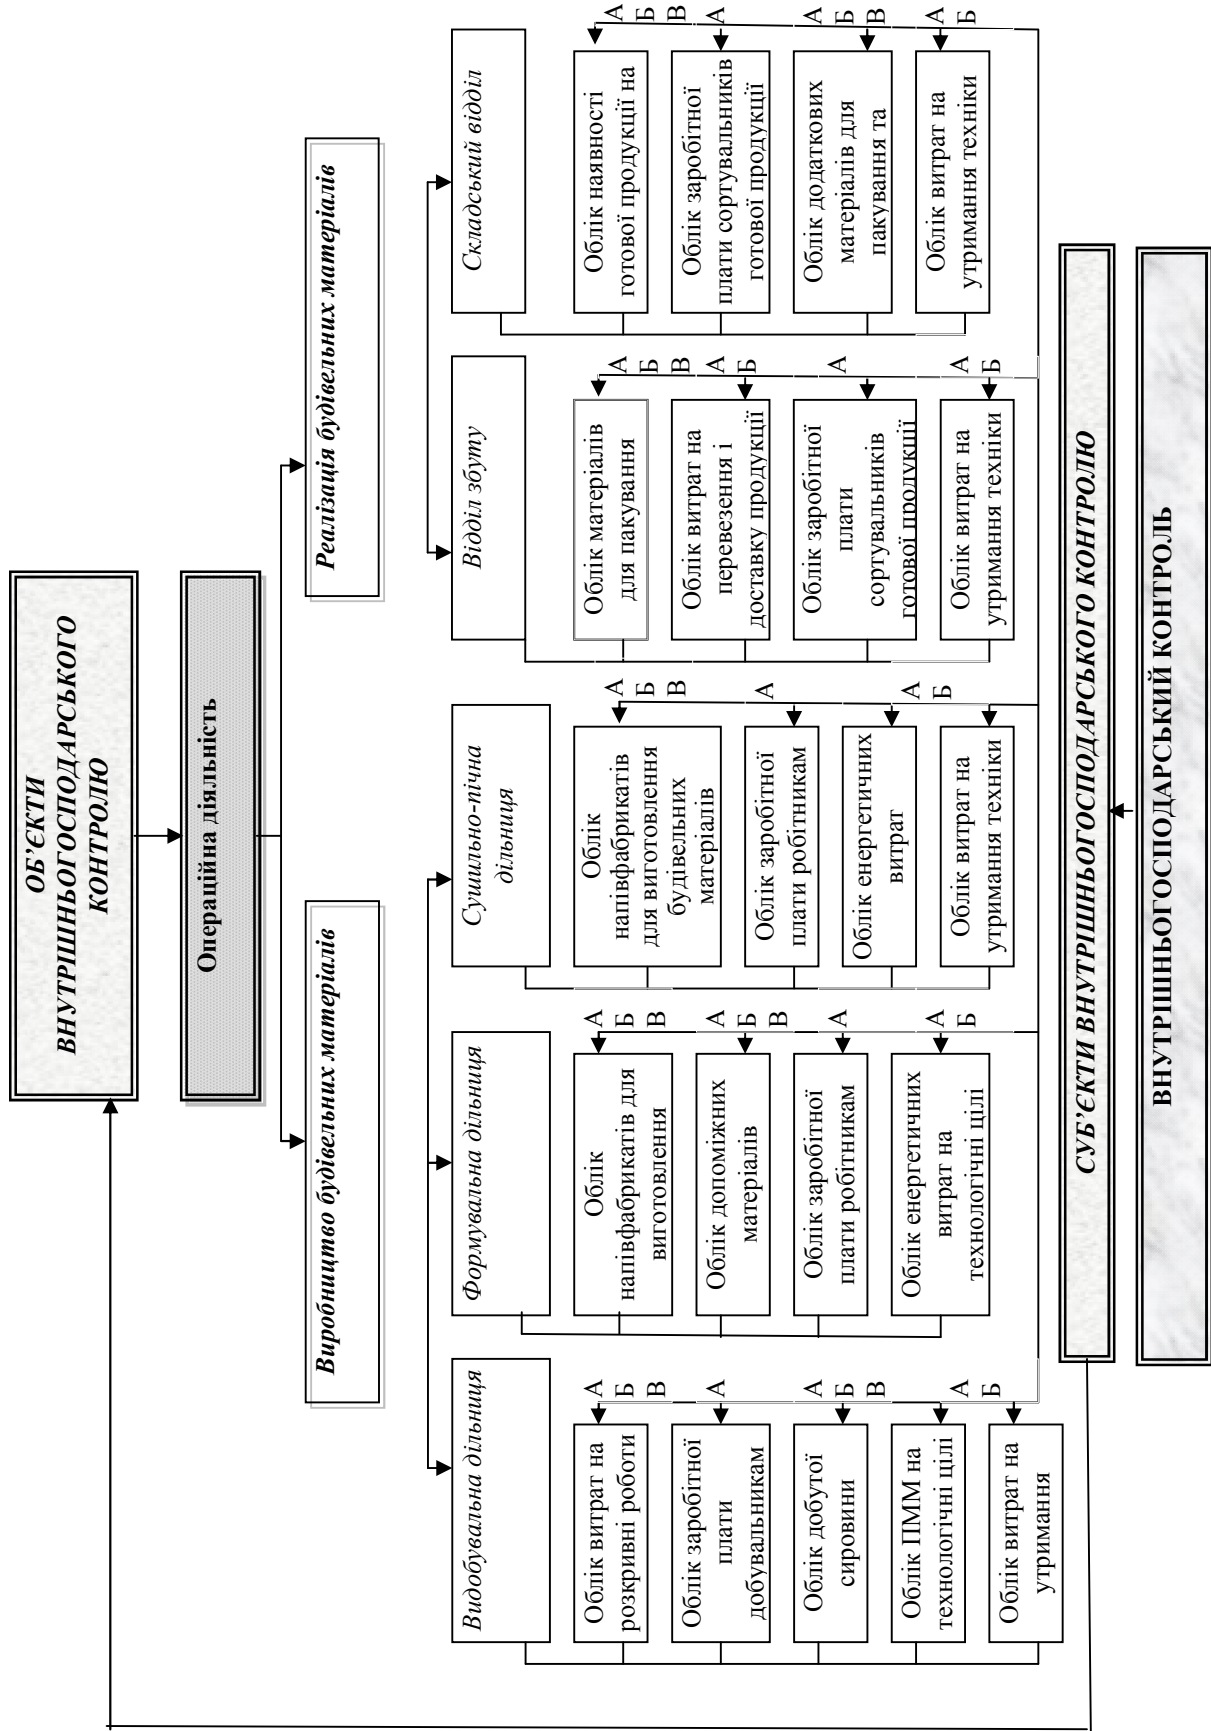 ОБ’ЄКТИ
ВНУТРІШНЬОГОСПОДАРСЬКОГО
КОНТРОЛЮ
Операційна діяльність
Виробництво будівельних матеріалів
Реалізація будівельних матеріалів
Видобувальна дільниця
Облік витрат на
розкривні роботи
А
Б
В
Облік заробітної
плати
добувальникам
А
Облік добутої
сировини
А
Б
В
Облік ПММ на
технологічні цілі
Облік витрат на
утримання
А
Б
Формувальна дільниця
Облік
напівфабрикатів для
виготовлення
А
Б
В
Облік допоміжних
матеріалів
А
Б
В
Облік заробітної
плати робітникам
А
Облік енергетичних
витрат на
технологічні цілі
А
Б
Сушильно-пічна
дільниця
Облік
напівфабрикатів
для виготовлення
будівельних
матеріалів
А
Б
В
Облік заробітної
плати робітникам
А
Облік енергетичних
витрат
Облік витрат на
утримання техніки
А
Б
Відділ збуту
Облік матеріалів
для пакування
А
Б
В
Облік витрат на
перевезення і
доставку продукції
А
Б
Облік заробітної
плати
сортувальників
готової продукції
А
Облік витрат на
утримання техніки
А
Б
Складський відділ
Облік наявності
готової продукції на
А
Б
В
Облік заробітної
плати сортувальників
готової продукції
А
Облік додаткових
матеріалів для
пакування та
А
Б
В
Облік витрат на
утримання техніки
А
Б
СУБ’ЄКТИ ВНУТРІШНЬОГОСПОДАРСЬКОГО КОНТРОЛЮ
ВНУТРІШНЬОГОСПОДАРСЬКИЙ КОНТРОЛЬ